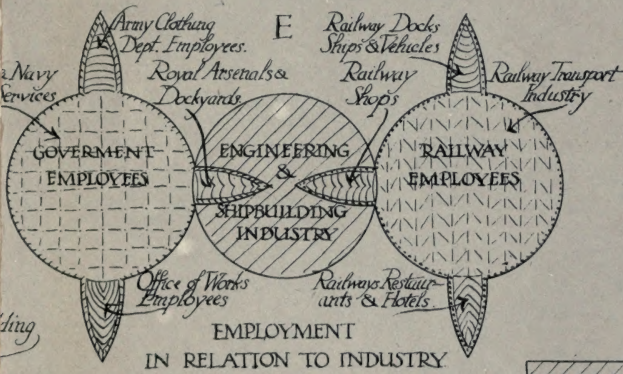 Army Clothing
Dept. Employees.
E
Railway Docks
Ships & Vehicles
Navy
Services
Royal Arsenals &
Dockyards
Railway
Shops
Railway Transport
Industry
GOVERMENT
EMPLOYEES
ENGINEERING
&
SHIPBUILDING
INDUSTRY
RAILWAY
EMPLOYEES
Office of Works
Employees
Railways Restaur-
ants & Hotels
EMPLOYMENT
IN RELATION TO INDUSTRY